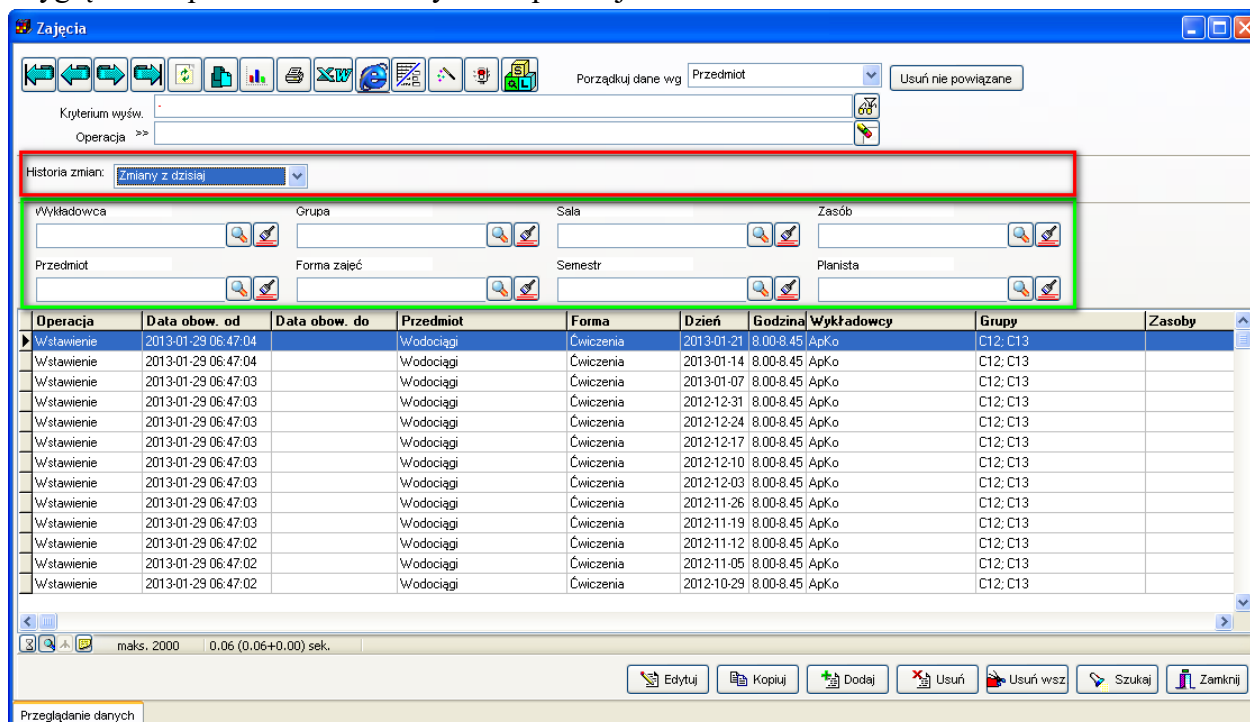 Zajęcia
Porządkuj dane wg Przedmiot Usuń nie powiązane
Kryterium wyśw. -
Operacja >>
Historia zmian: Zmiany z dzisiaj
Wykładowca Grupa Sala Zasób
Przedmiot Forma zajęć Semestr Planista
Operacja Data obow. od Data obow. do Przedmiot Forma Dzień Godzina Wykładowcy Grupy Zasoby
Wstawienie 2013-01-29 06:47:04 Wodociągi Ćwiczenia 2013-01-21 8.00-8.45 ApKo C12; C13
Wstawienie 2013-01-29 06:47:04 Wodociągi Ćwiczenia 2013-01-14 8.00-8.45 ApKo C12; C13
Wstawienie 2013-01-29 06:47:03 Wodociągi Ćwiczenia 2013-01-07 8.00-8.45 ApKo C12; C13
Wstawienie 2013-01-29 06:47:03 Wodociągi Ćwiczenia 2012-12-31 8.00-8.45 ApKo C12; C13
Wstawienie 2013-01-29 06:47:03 Wodociągi Ćwiczenia 2012-12-24 8.00-8.45 ApKo C12; C13
Wstawienie 2013-01-29 06:47:03 Wodociągi Ćwiczenia 2012-12-17 8.00-8.45 ApKo C12; C13
Wstawienie 2013-01-29 06:47:03 Wodociągi Ćwiczenia 2012-12-10 8.00-8.45 ApKo C12; C13
Wstawienie 2013-01-29 06:47:03 Wodociągi Ćwiczenia 2012-12-03 8.00-8.45 ApKo C12; C13
Wstawienie 2013-01-29 06:47:03 Wodociągi Ćwiczenia 2012-11-26 8.00-8.45 ApKo C12; C13
Wstawienie 2013-01-29 06:47:03 Wodociągi Ćwiczenia 2012-11-19 8.00-8.45 ApKo C12; C13
Wstawienie 2013-01-29 06:47:02 Wodociągi Ćwiczenia 2012-11-12 8.00-8.45 ApKo C12; C13
Wstawienie 2013-01-29 06:47:02 Wodociągi Ćwiczenia 2012-11-05 8.00-8.45 ApKo C12; C13
Wstawienie 2013-01-29 06:47:02 Wodociągi Ćwiczenia 2012-10-29 8.00-8.45 ApKo C12; C13
maks. 2000 0.06 (0.06+0.00) sek.
Edytuj Kopiuj Dodaj Usuń Usuń wsz Szukaj Zamknij
Przeglądanie danych